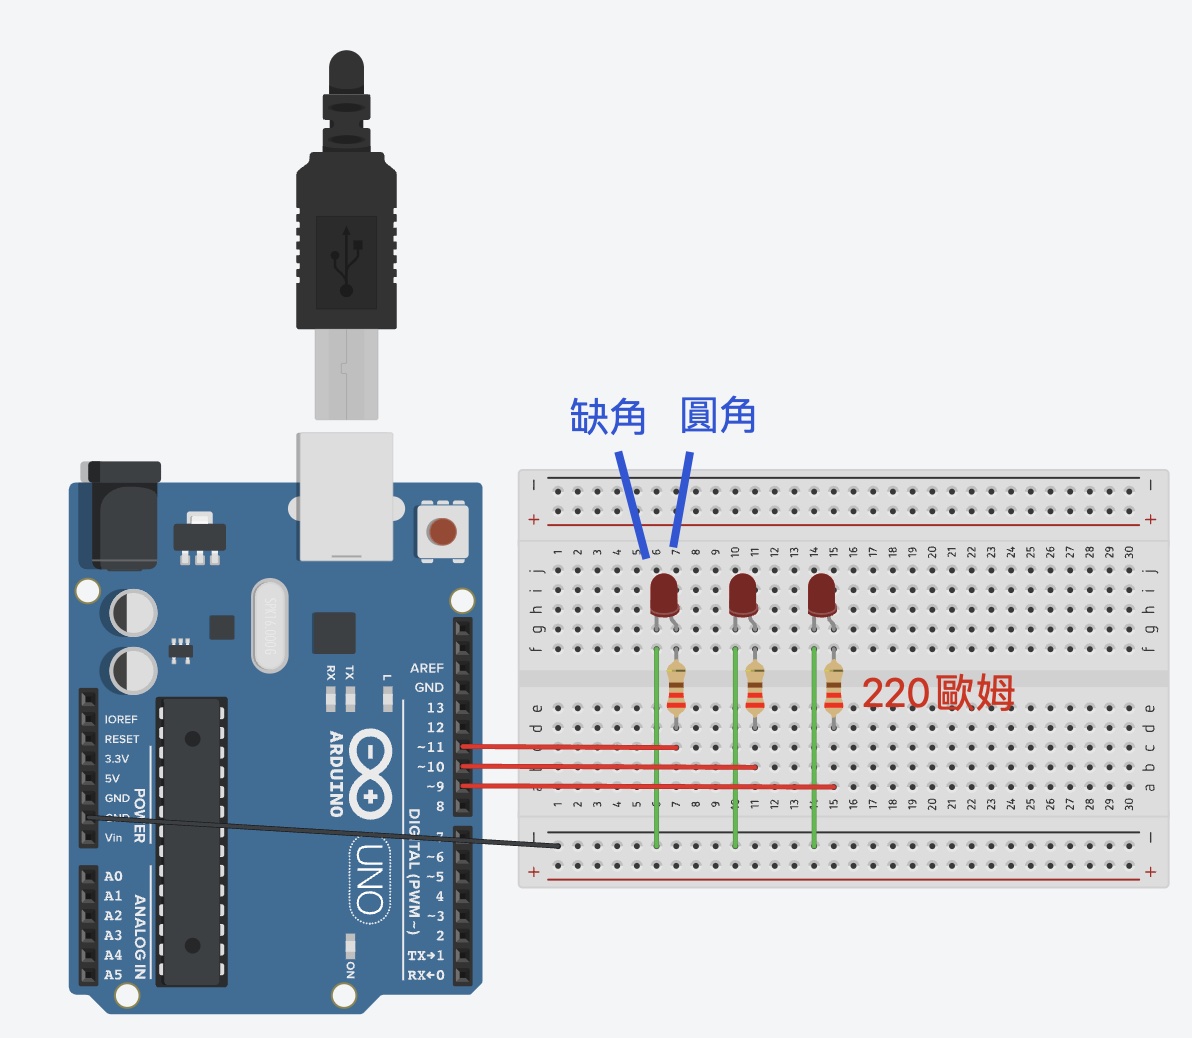 缺角 圓角
− −
+ +
1 2 3 4 5 6 7 8 9 10 11 12 13 14 15 16 17 18 19 20 21 22 23 24 25 26 27 28 29 30
j j
i i
h h
g g
f f
220歐姆
e e
d d
c c
b b
a a
1 2 3 4 5 6 7 8 9 10 11 12 13 14 15 16 17 18 19 20 21 22 23 24 25 26 27 28 29 30
− −
+ +
SPK16.000G
RX TX L
AREF
GND
13
12
~11
~10
~9
8
7
~6
~5
4
~3
2
TX→1
RX←0
DIGITAL (PWM~)
IOREF
RESET
3.3V
5V
GND
GND
Vin
POWER
A0
A1
A2
A3
A4
A5
ANALOG IN
ARDUINO
UNO
ON